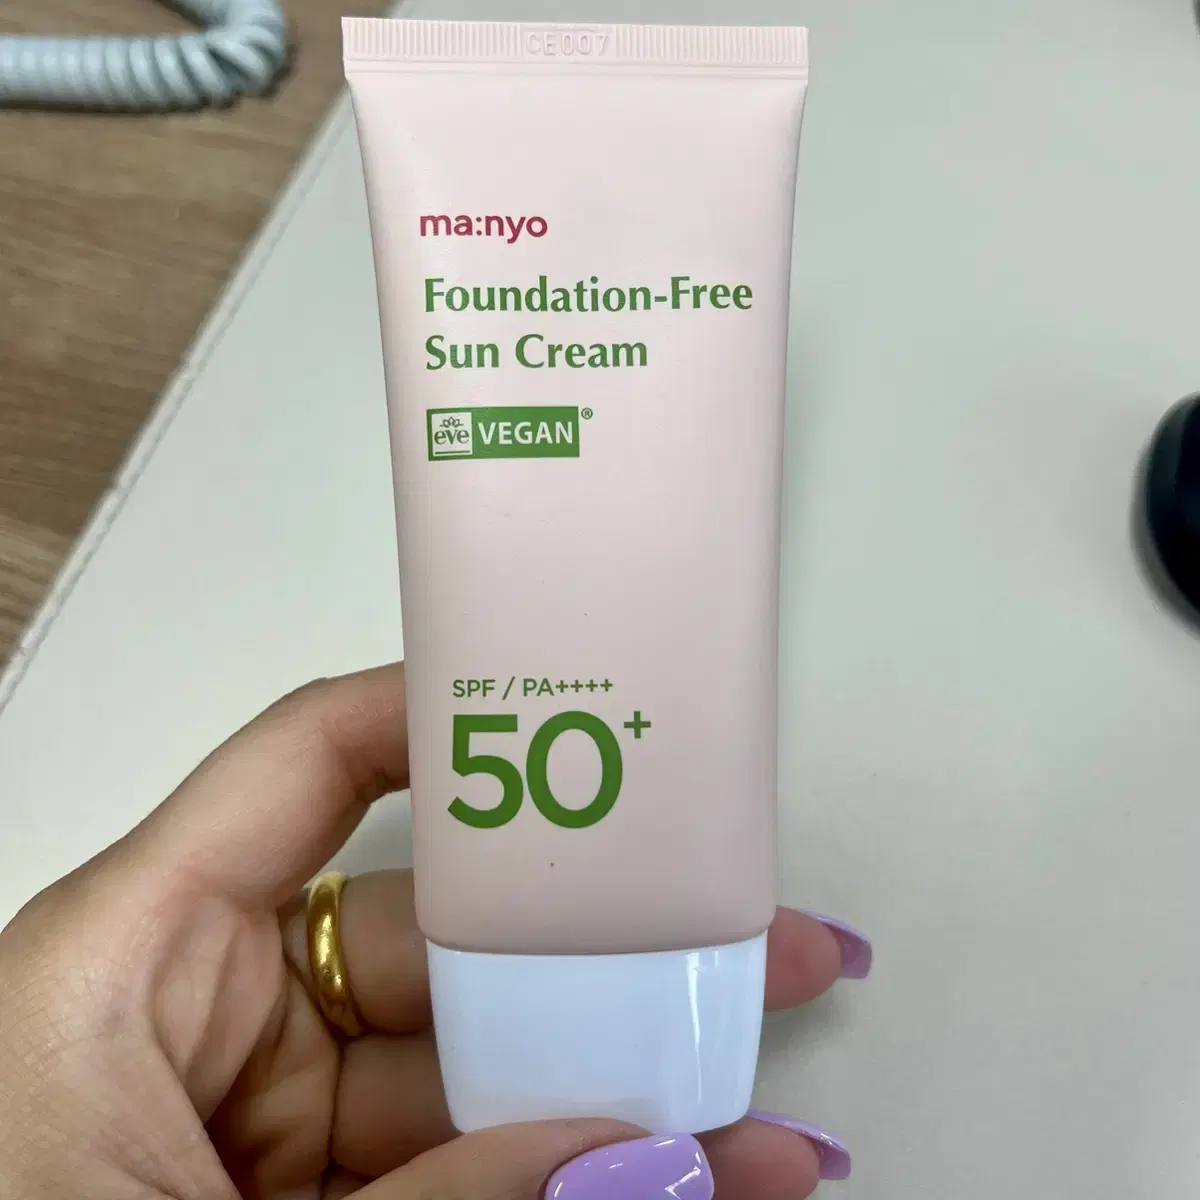 CE007
ma:nyo
Foundation-Free
Sun Cream
eve VEGAN®
SPF / PA++++
50+